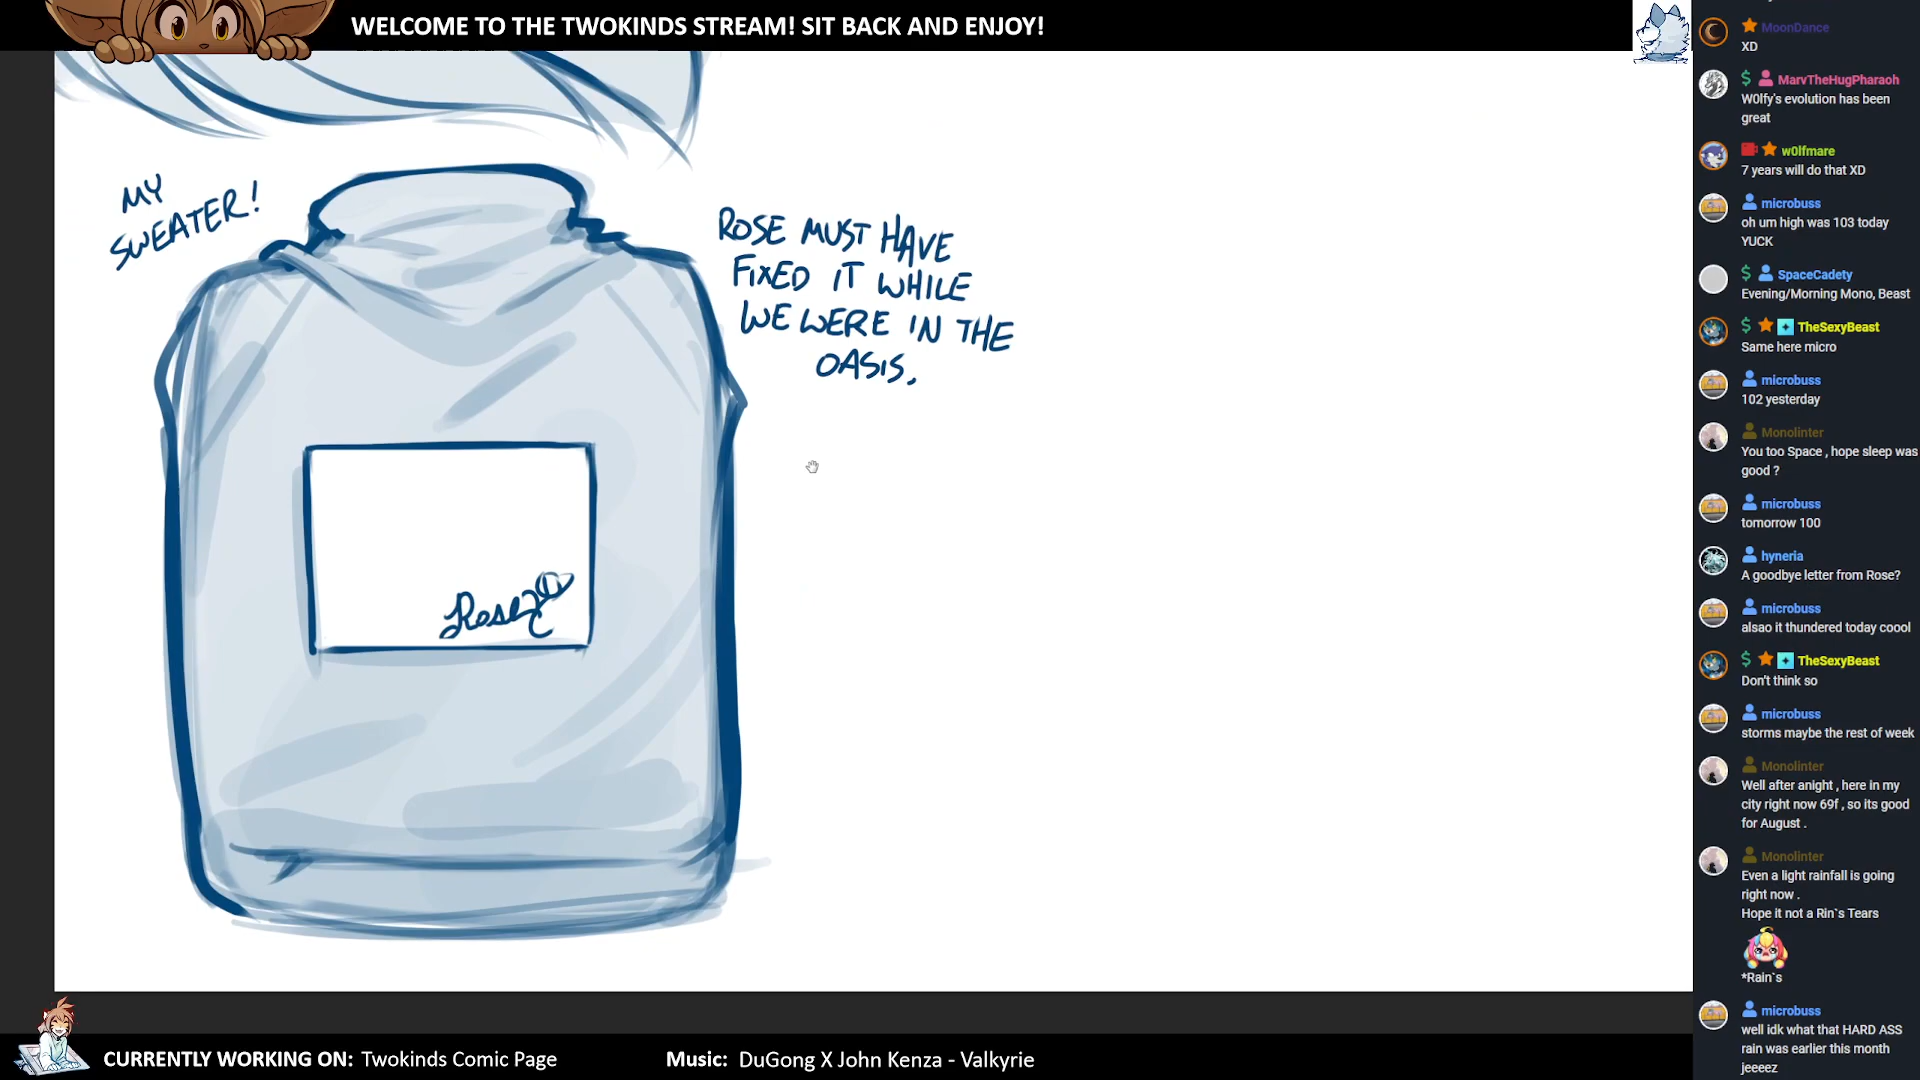 WELCOME TO THE TWOKINDS STREAM! SIT BACK AND ENJOY!
MY
SWEATER!
ROSE MUST HAVE
FIXED IT WHILE
WE WERE IN THE
OASIS.
Rose
CURRENTLY WORKING ON: Twokinds Comic Page
Music: DuGong X John Kenza - Valkyrie
MoonDance
XD
MarvTheHugPharaoh
W0lfy's evolution has been
great
w0lfmare
7 years will do that XD
microbuss
oh um high was 103 today
YUCK
SpaceCadety
Evening/Morning Mono, Beast
TheSexyBeast
Same here micro
microbuss
102 yesterday
Monolinter
You too Space , hope sleep was
good ?
microbuss
tomorrow 100
hyneria
A goodbye letter from Rose?
microbuss
alsao it thundered today coool
TheSexyBeast
Don't think so
microbuss
storms maybe the rest of week
Monolinter
Well after anight , here in my
city right now 69f , so its good
for August .
Monolinter
Even a light rainfall is going
right now .
Hope it not a Rin`s Tears
*Rain`s
microbuss
well idk what that HARD ASS
rain was earlier this month
jeeeez